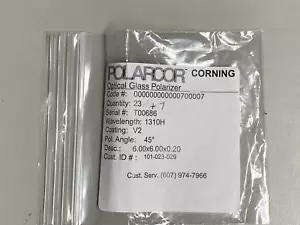 POLARCOR CORNING
Optical Glass Polarizer
Code #: 000000000000700007
Quantity: 23 + 7
Serial #: T00686
Wavelength: 1310H
Coating: V2
Pol. Angle: 45°
Desc.: 6.00x6.00x0.20
Cust. ID #: 101-023-029
Cust. Serv. (607) 974-7966